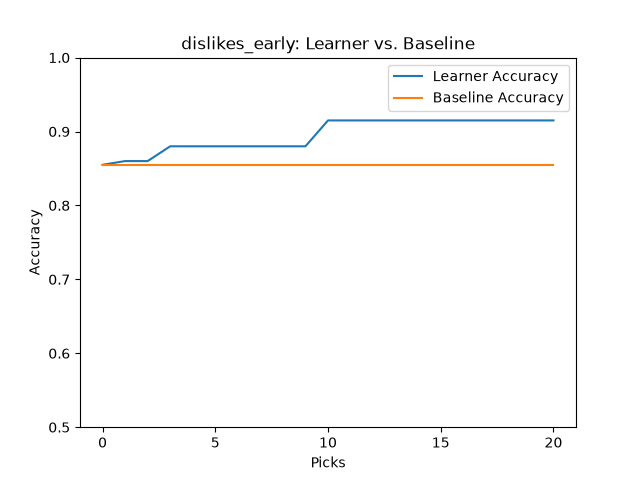 dislikes_early: Learner vs. Baseline
Learner Accuracy
Baseline Accuracy
1.0
0.9
0.8
0.7
0.6
0.5
Accuracy
0
5
10
15
20
Picks